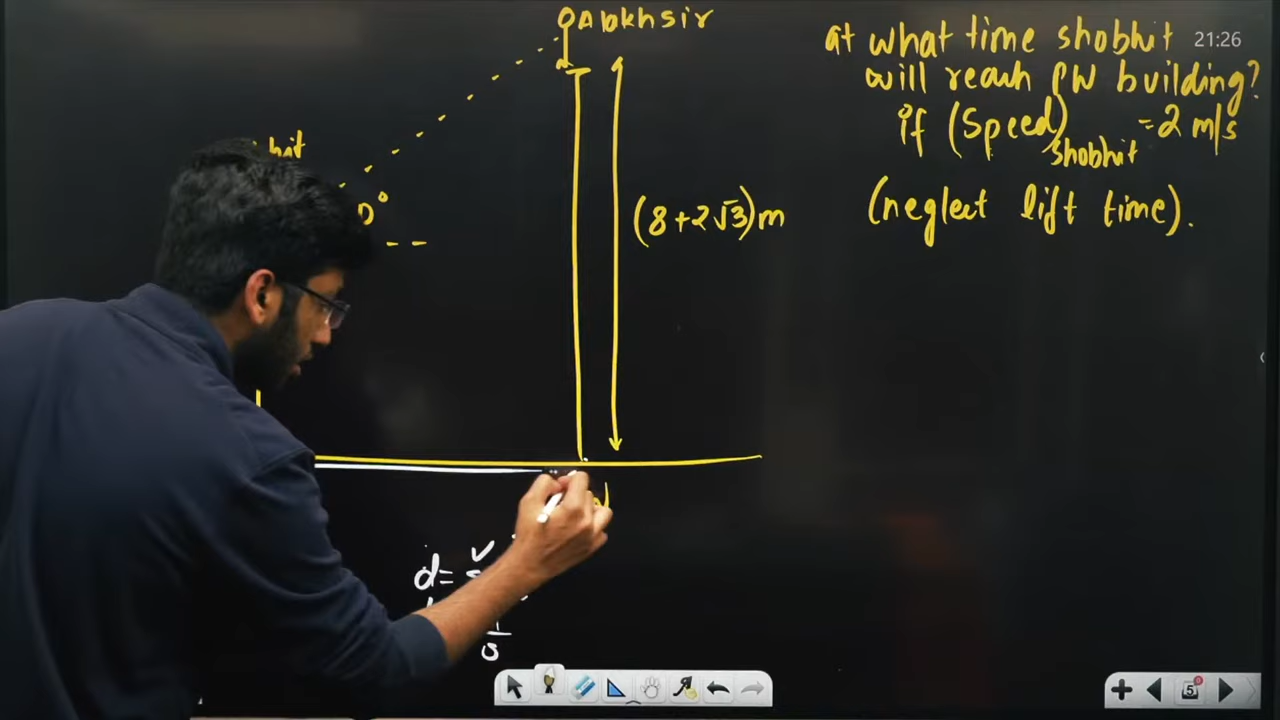 Alakhsir
at what time shobhit
21:26
will reach PW building?
if (Speed)shobhit = 2 m/s
(neglect lift time).
(8+2√3)m
d=